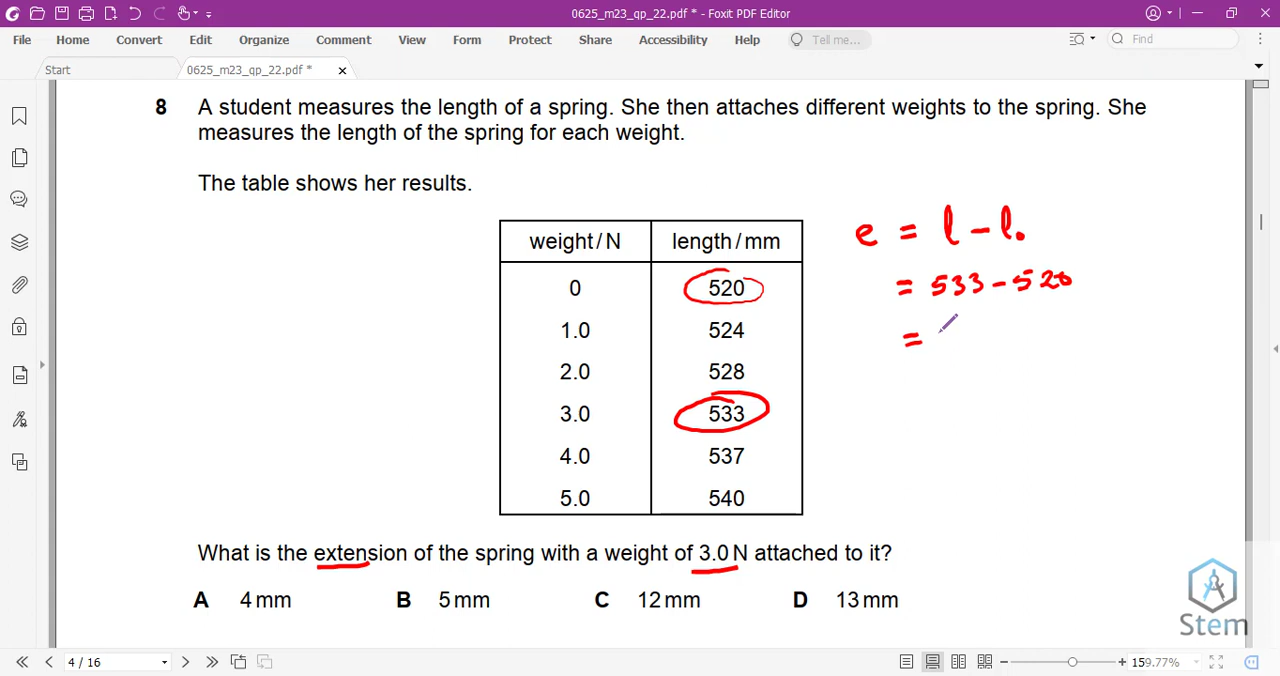 0625_m23_qp_22.pdf * - Foxit PDF Editor
File Home Convert Edit Organize Comment View Form Protect Share Accessibility Help Tell me... Find
Start 0625_m23_qp_22.pdf *
8 A student measures the length of a spring. She then attaches different weights to the spring. She
measures the length of the spring for each weight.
The table shows her results.
weight / N length / mm
0 520
1.0 524
2.0 528
3.0 533
4.0 537
5.0 540
e = l - l₀
= 533 - 520
=
What is the extension of the spring with a weight of 3.0 N attached to it?
A 4 mm B 5 mm C 12 mm D 13 mm
Stem
4 / 16 159.77%